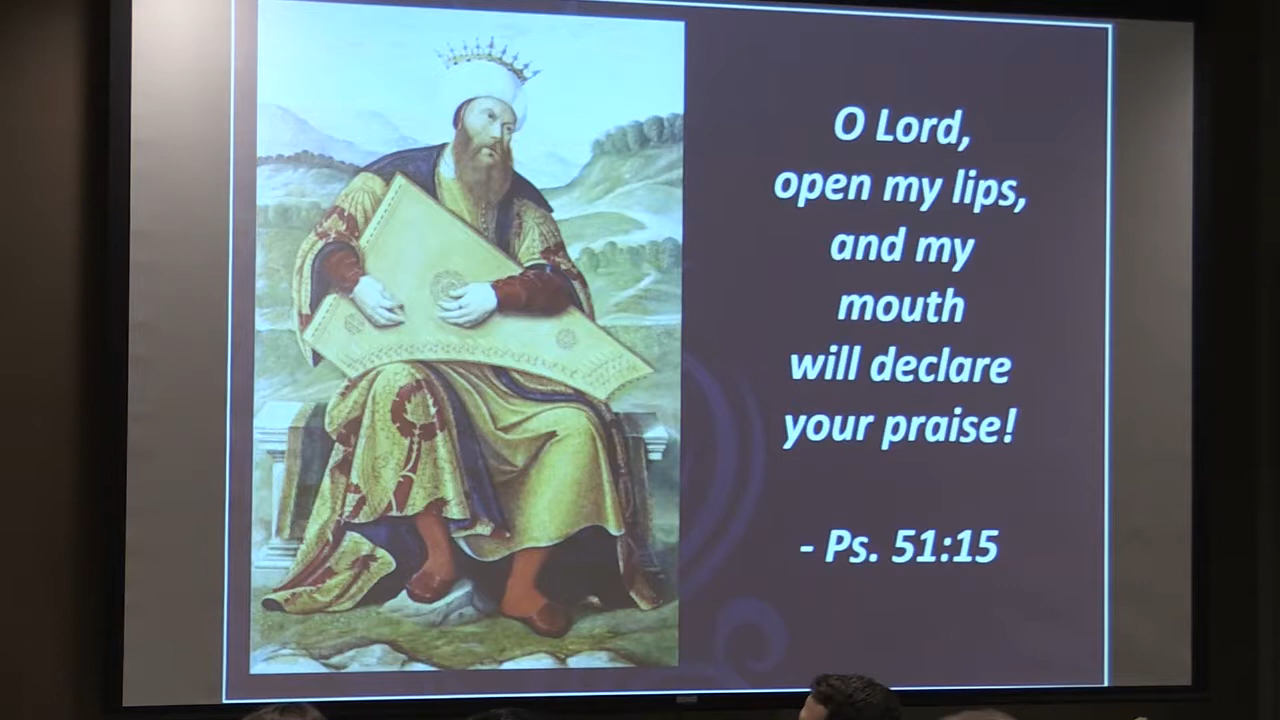 O Lord,
open my lips,
and my
mouth
will declare
your praise!
- Ps. 51:15